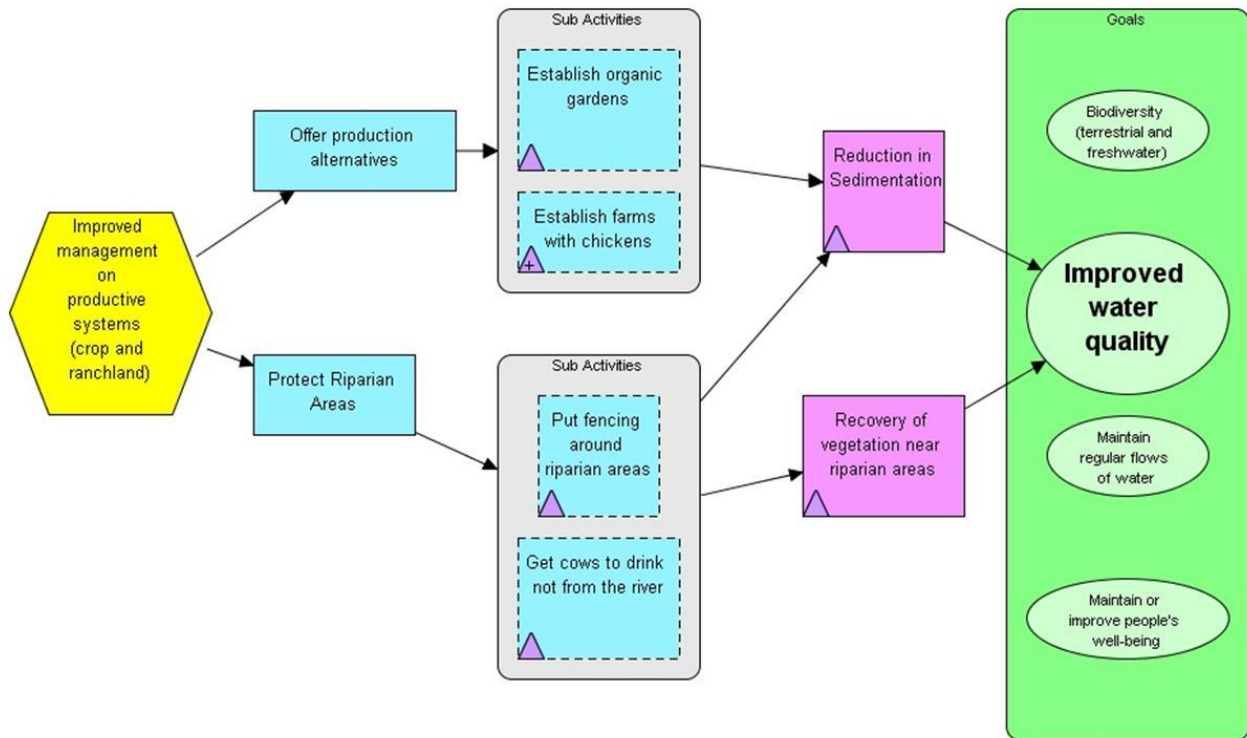 Improved
management
on
productive
systems
(crop and
ranchland)
Offer production
alternatives
Protect Riparian
Areas
Sub Activities
Establish organic
gardens
Establish farms
with chickens
+
Sub Activities
Put fencing
around
riparian areas
Get cows to drink
not from the river
Reduction in
Sedimentation
Recovery of
vegetation near
riparian areas
Goals
Biodiversity
(terrestrial and
freshwater)
Improved
water
quality
Maintain
regular flows
of water
Maintain or
improve people's
well-being